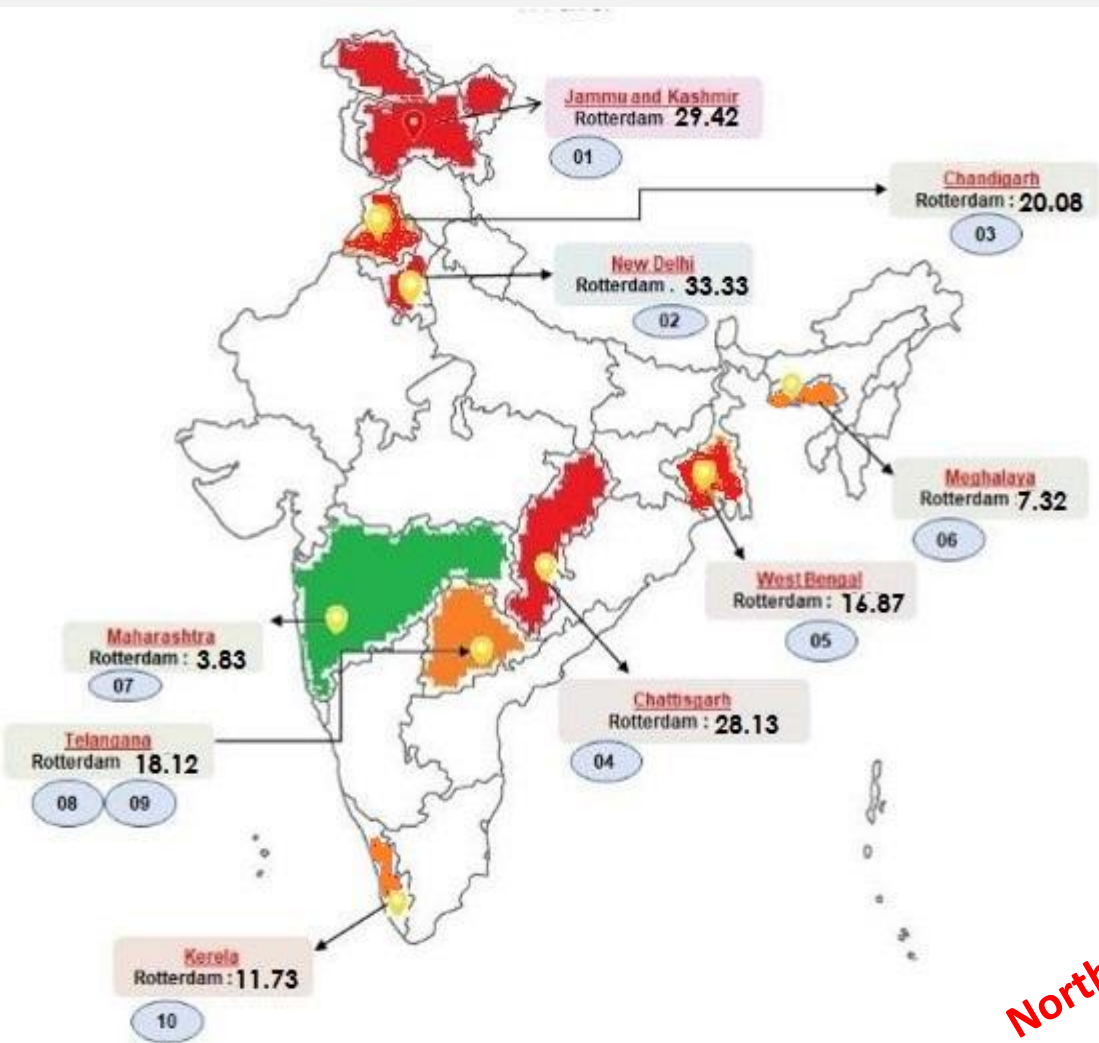 Jammu and Kashmir
Rotterdam 29.42
01
Chandigarh
Rotterdam : 20.08
03
New Delhi
Rotterdam . 33.33
02
Meghalaya
Rotterdam 7.32
06
West Bengal
Rotterdam : 16.87
05
Maharashtra
Rotterdam : 3.83
07
Chattisgarh
Rotterdam : 28.13
04
Telangana
Rotterdam 18.12
08 09
Kerela
Rotterdam : 11.73
10
North